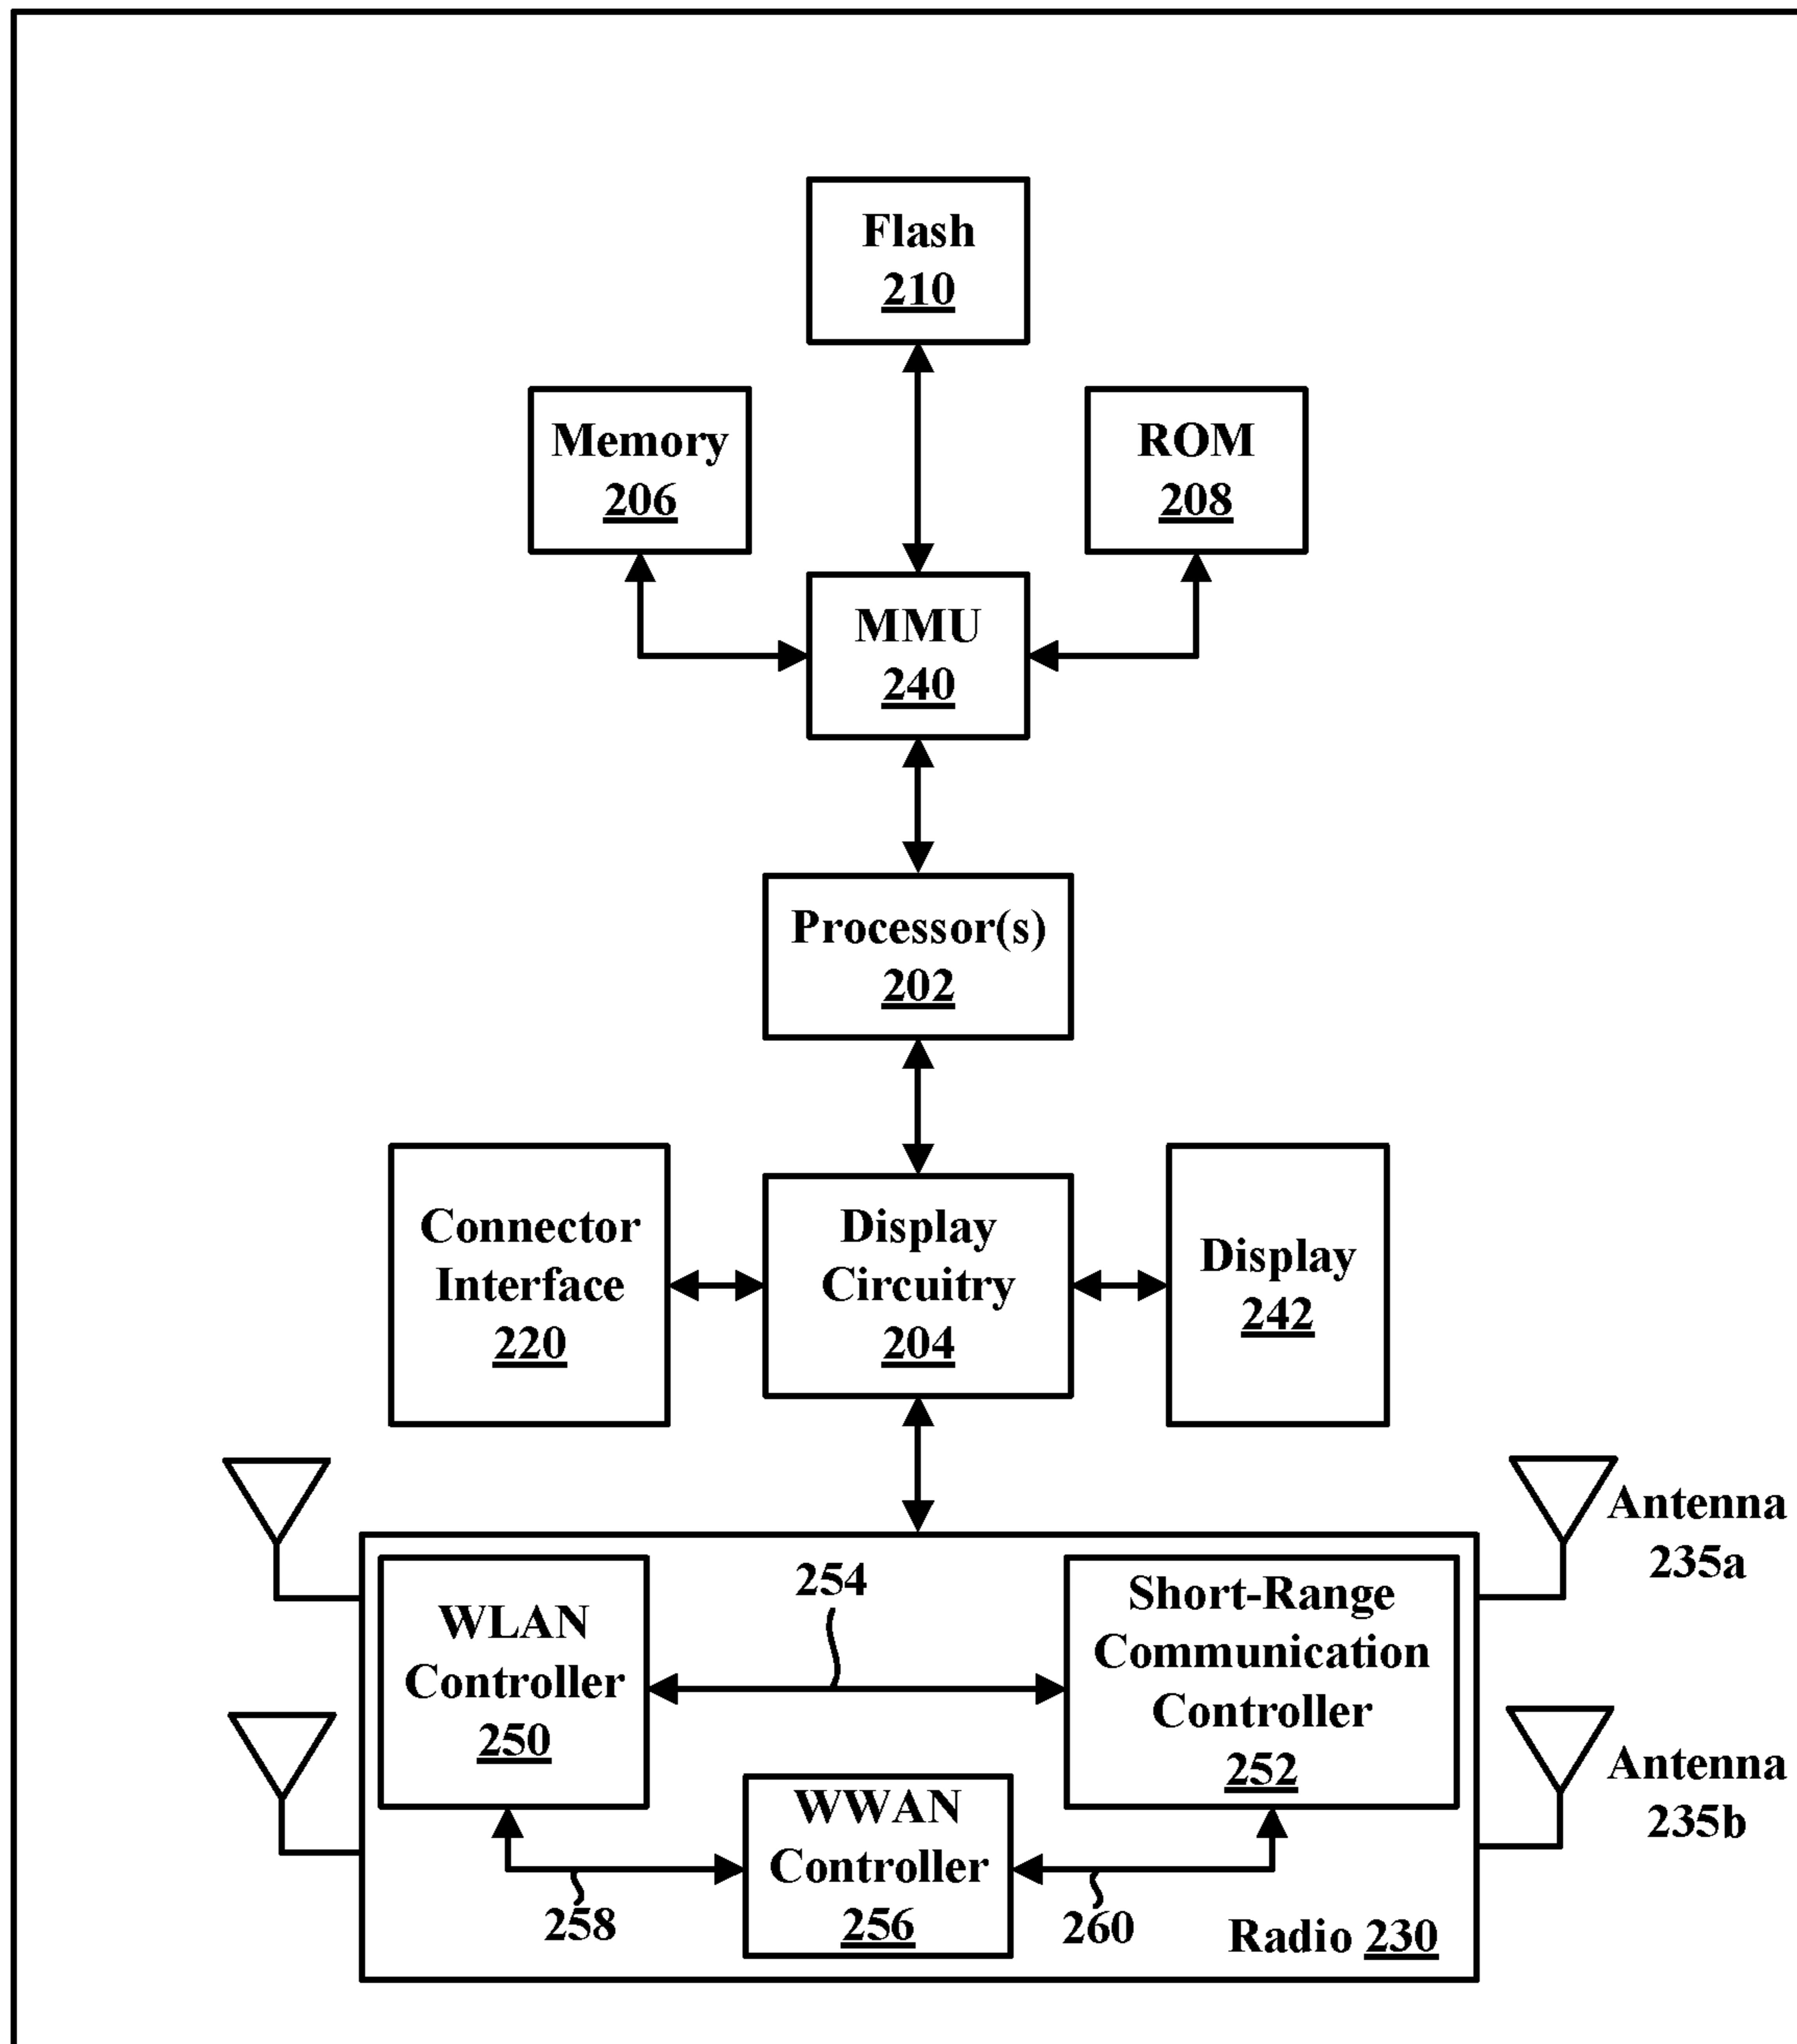 Flash
210
Memory
206
ROM
208
MMU
240
Processor(s)
202
Connector
Interface
220
Display
Circuitry
204
Display
242
Antenna
235a
WLAN
Controller
250
254
Short-Range
Communication
Controller
252
Antenna
235b
WWAN
Controller
256
258
260
Radio 230